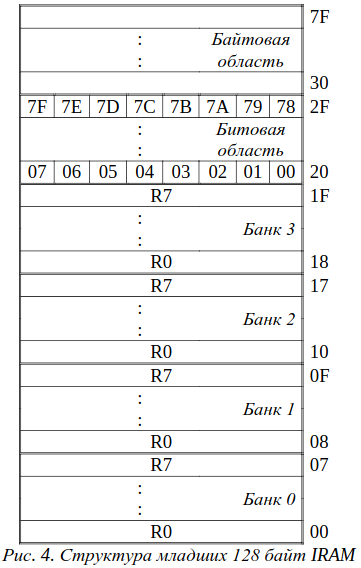 7F
: Байтовая
: область
30
7F 7E 7D 7C 7B 7A 79 78 2F
: Битовая
: область
07 06 05 04 03 02 01 00 20
R7 1F
:
: Банк 3
R0 18
R7 17
:
: Банк 2
R0 10
R7 0F
:
: Банк 1
R0 08
R7 07
:
: Банк 0
R0 00
Рис. 4. Структура младших 128 байт IRAM